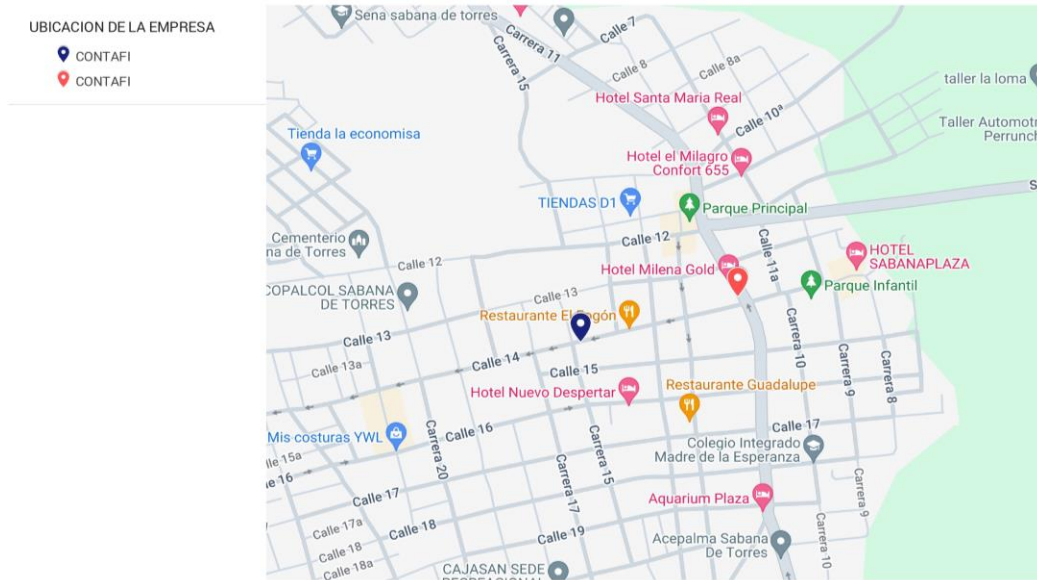 UBICACION DE LA EMPRESA
CONTAFI
CONTAFI
Sena sabana de torres
Calle 7
Carrera 11
Carrera 15
Calle 8
Calle 8a
taller la loma
Hotel Santa Maria Real
Calle 10ª
Taller Automotr
Perrunch
Tienda la economisa
Hotel el Milagro
Confort 655
TIENDAS D1
Parque Principal
S
Cementerio
na de Torres
Calle 12
Calle 12
Calle 11a
HOTEL
SABANAPLAZA
Hotel Milena Gold
Parque Infantil
COPALCOL SABANA
DE TORRES
Calle 13
Restaurante El Fogón
Calle 13
Calle 13a
Calle 14
Calle 15
Carrera 10
Carrera 9
Carrera 8
Hotel Nuevo Despertar
Restaurante Guadalupe
Mis costuras YWL
Calle 16
Calle 17
Carrera 20
Colegio Integrado
Madre de la Esperanza
lle 15a
e 16
Carrera 15
Carrera 17
Calle 17
Aquarium Plaza
Carrera 9
Calle 17a
Calle 18
Calle 19
Acepalma Sabana
De Torres
Carrera 10
Calle 18
Calle 18a
CAJASAN SEDE
RECREACIONAL